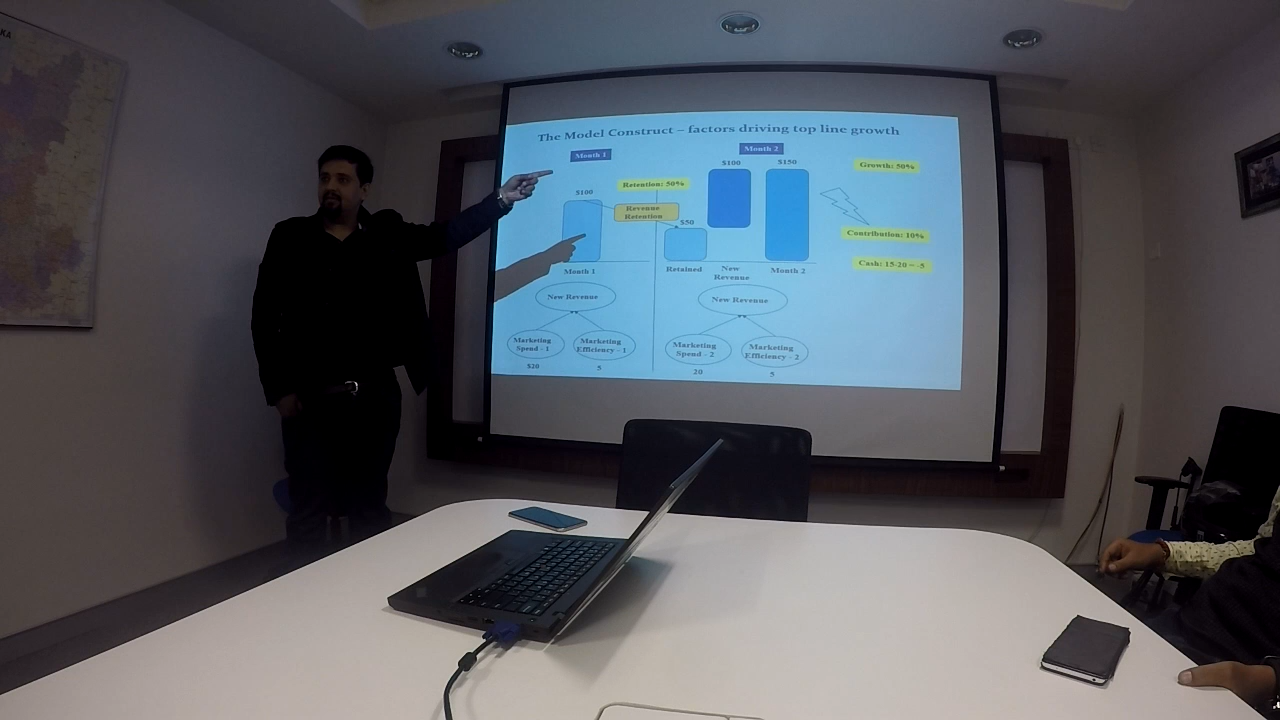 KA
The Model Construct – factors driving top line growth
Month 1
Month 2
$100
Retention: 50%
Revenue
Retention
$50
$100
$150
Growth: 50%
Contribution: 10%
Cash: 15-20 = -5
Month 1
Retained
New
Revenue
Month 2
New Revenue
New Revenue
Marketing
Spend - 1
Marketing
Efficiency - 1
Marketing
Spend - 2
Marketing
Efficiency - 2
$20
5
20
5